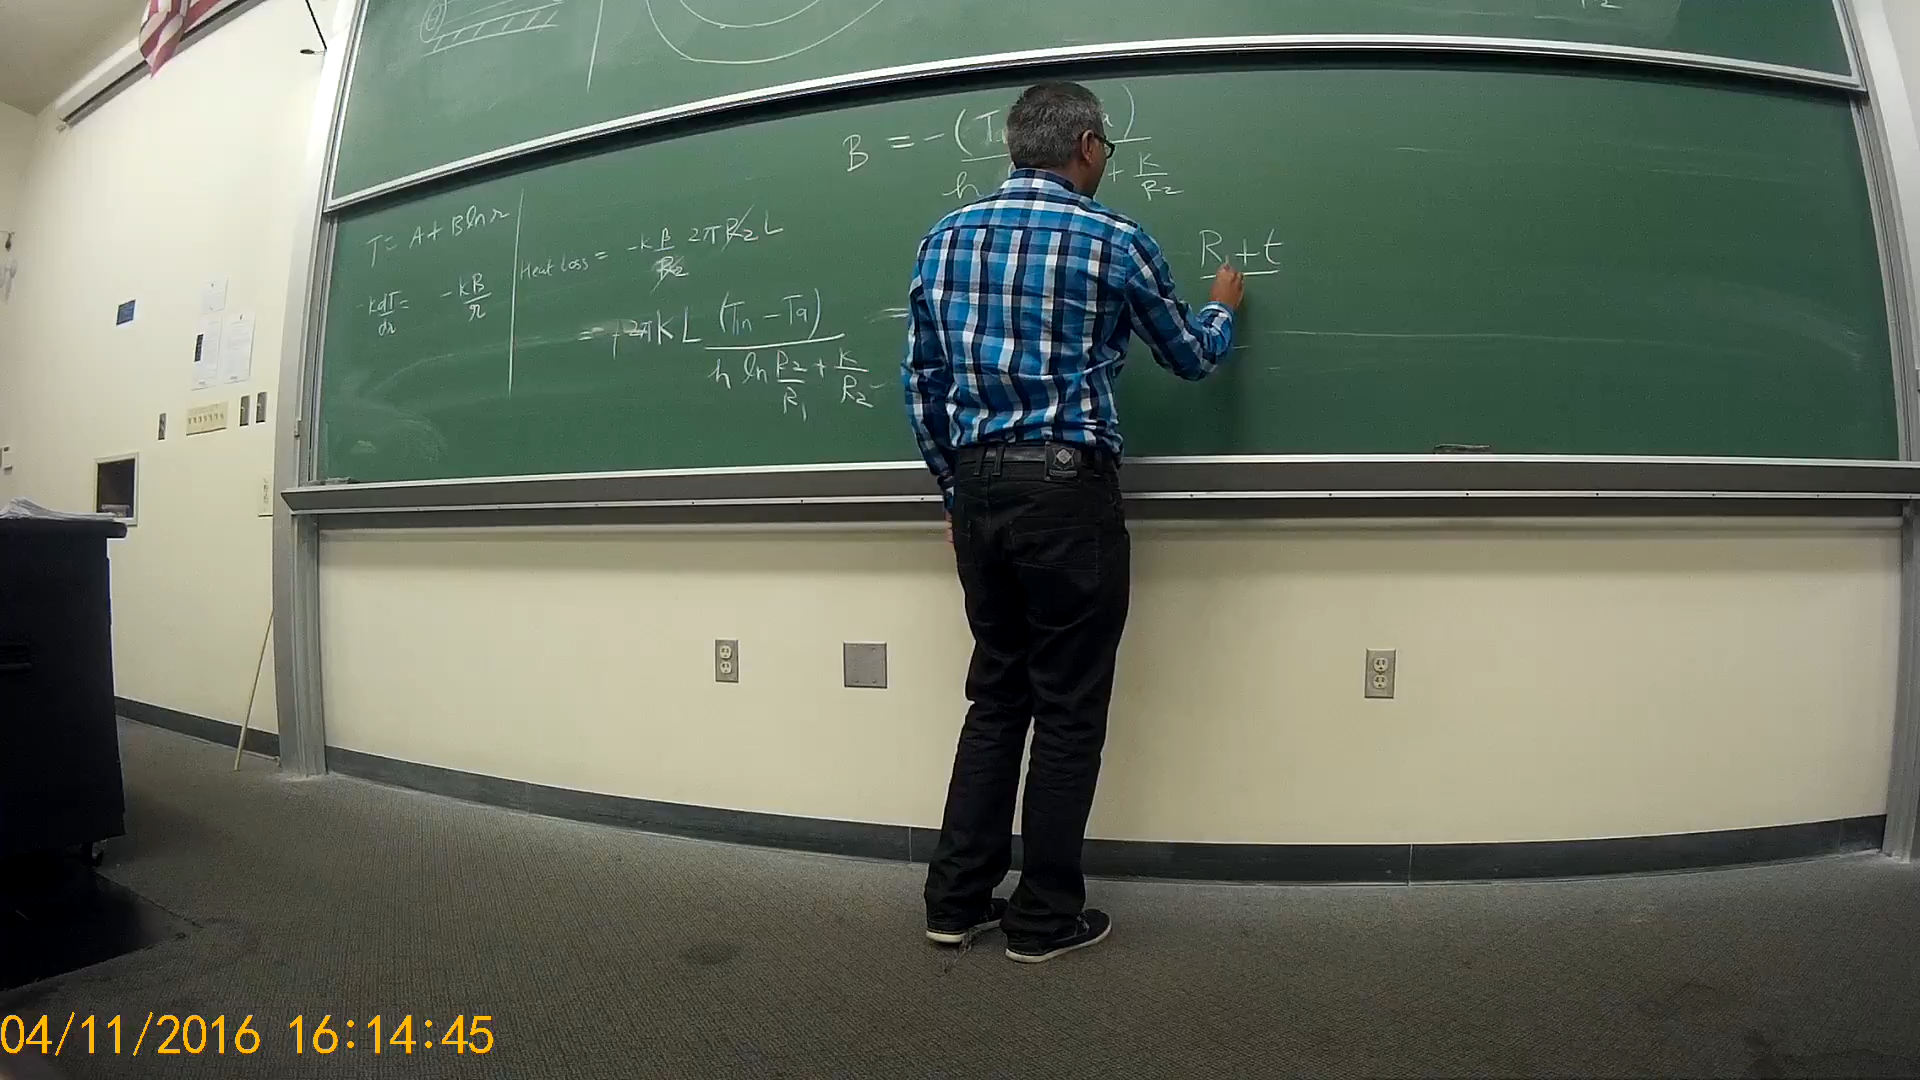 R2
B = -(T a)
h + K/R2
T = A + B ln r
Heat Loss = -K B/R2 2π R2 L
R1 + t
-K dT/dr = -K B/r
= + 2π K L (Tin - Ta) / (h ln R2/R1 + K/R2) =
04/11/2016 16:14:45